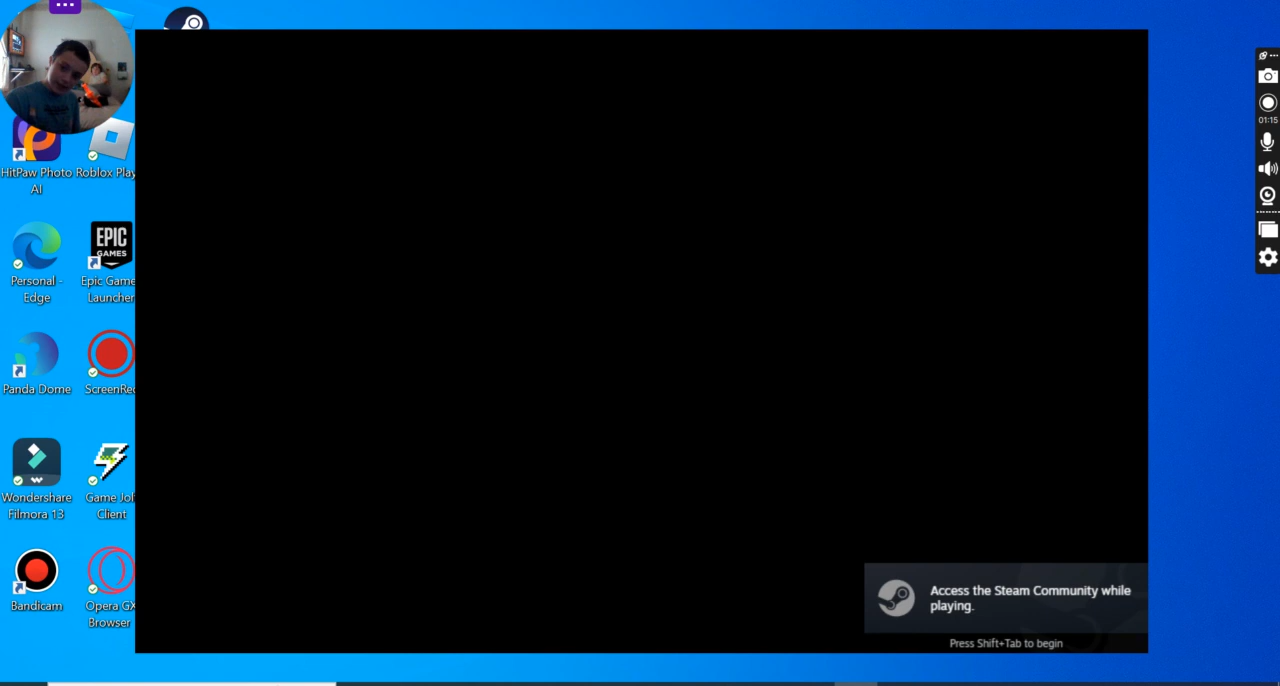 01:15
HitPaw Photo
AI
Roblox Play
Personal -
Edge
EPIC
GAMES
Epic Game
Launcher
Panda Dome
ScreenRec
Wondershare
Filmora 13
Game Jol
Client
Bandicam
Opera GX
Browser
Access the Steam Community while
playing.
Press Shift+Tab to begin